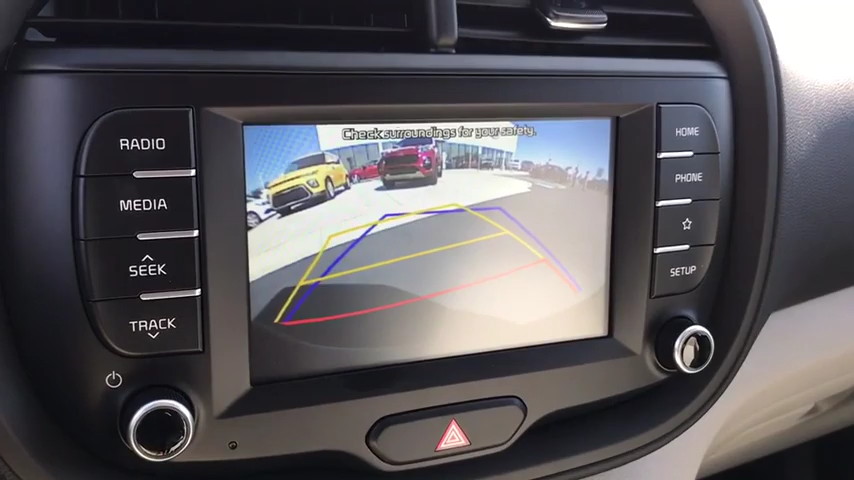 Check surroundings for your safety.
RADIO
MEDIA
SEEK
TRACK
HOME
PHONE
SETUP